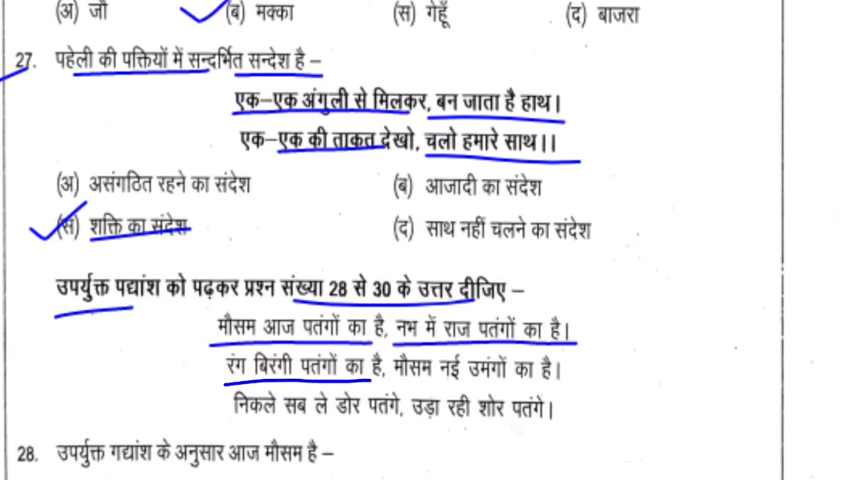 (अ) जौ (ब) मक्का (स) गेहूँ (द) बाजरा
27. पहेली की पक्तियों में सन्दर्भित सन्देश है –
एक–एक अंगुली से मिलकर, बन जाता है हाथ।
एक–एक की ताकत देखो, चलो हमारे साथ।।
(अ) असंगठित रहने का संदेश (ब) आजादी का संदेश
(स) शक्ति का संदेश (द) साथ नहीं चलने का संदेश
उपर्युक्त पद्यांश को पढ़कर प्रश्न संख्या 28 से 30 के उत्तर दीजिए –
मौसम आज पतंगों का है, नभ में राज पतंगों का है।
रंग बिरंगी पतंगों का है, मौसम नई उमंगों का है।
निकले सब ले डोर पतंगे, उड़ा रही शोर पतंगे।
28. उपर्युक्त गद्यांश के अनुसार आज मौसम है –